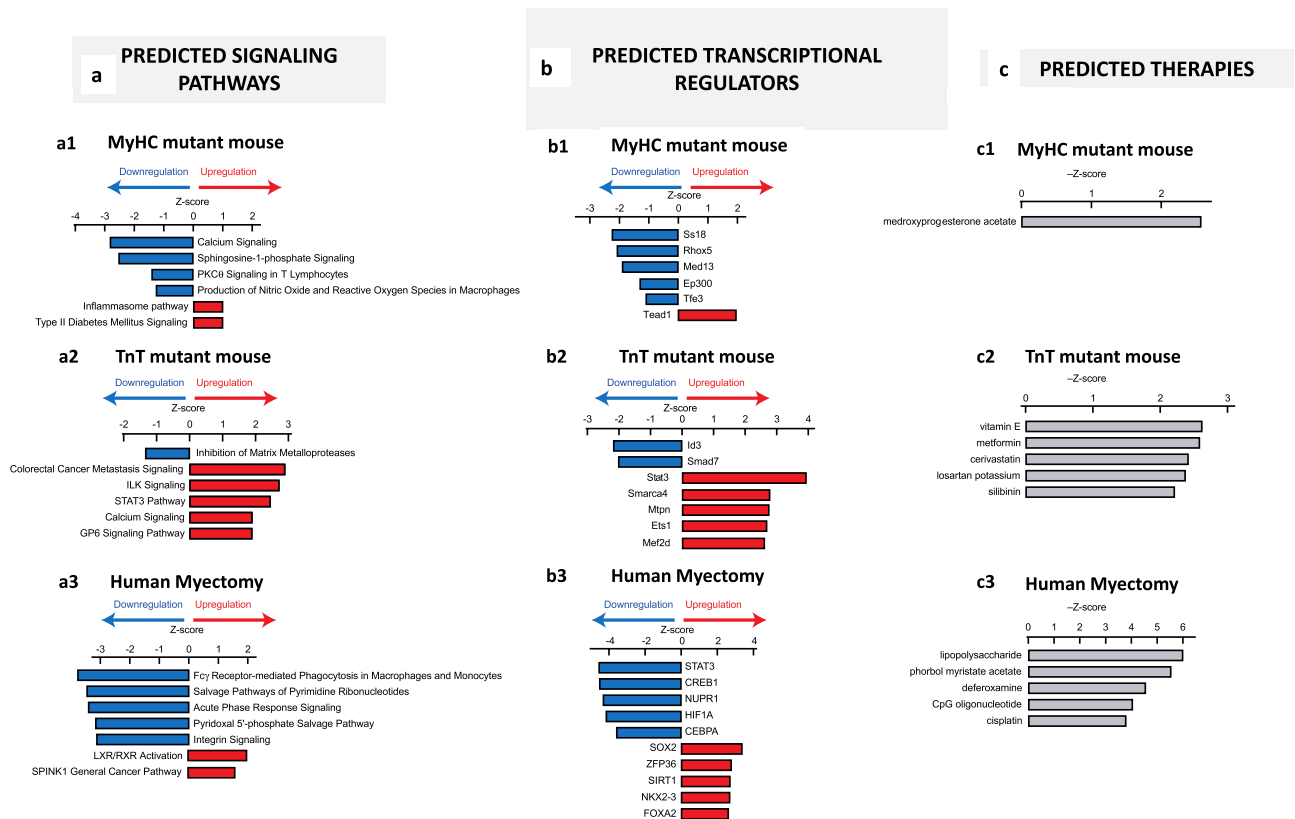 a
PREDICTED SIGNALING
PATHWAYS
a1 MyHC mutant mouse
Downregulation Upregulation
Z-score
-4 -3 -2 -1 0 1 2
Calcium Signaling
Sphingosine-1-phosphate Signaling
PKCθ Signaling in T Lymphocytes
Production of Nitric Oxide and Reactive Oxygen Species in Macrophages
Inflammasome pathway
Type II Diabetes Mellitus Signaling
a2 TnT mutant mouse
Downregulation Upregulation
Z-score
-2 -1 0 1 2 3
Inhibition of Matrix Metalloproteases
Colorectal Cancer Metastasis Signaling
ILK Signaling
STAT3 Pathway
Calcium Signaling
GP6 Signaling Pathway
a3 Human Myectomy
Downregulation Upregulation
Z-score
-3 -2 -1 0 1 2
Fcγ Receptor-mediated Phagocytosis in Macrophages and Monocytes
Salvage Pathways of Pyrimidine Ribonucleotides
Acute Phase Response Signaling
Pyridoxal 5'-phosphate Salvage Pathway
Integrin Signaling
LXR/RXR Activation
SPINK1 General Cancer Pathway
b
PREDICTED TRANSCRIPTIONAL
REGULATORS
b1 MyHC mutant mouse
Downregulation Upregulation
Z-score
-3 -2 -1 0 1 2
Ss18
Rhox5
Med13
Ep300
Tfe3
Tead1
b2 TnT mutant mouse
Downregulation Upregulation
Z-score
-3 -2 -1 0 1 2 3 4
Id3
Smad7
Stat3
Smarca4
Mtpn
Ets1
Mef2d
b3 Human Myectomy
Downregulation Upregulation
Z-score
-4 -2 0 2 4
STAT3
CREB1
NUPR1
HIF1A
CEBPA
SOX2
ZFP36
SIRT1
NKX2-3
FOXA2
c PREDICTED THERAPIES
c1 MyHC mutant mouse
–Z-score
0 1 2
medroxyprogesterone acetate
c2 TnT mutant mouse
–Z-score
0 1 2 3
vitamin E
metformin
cerivastatin
losartan potassium
silibinin
c3 Human Myectomy
–Z-score
0 1 2 3 4 5 6
lipopolysaccharide
phorbol myristate acetate
deferoxamine
CpG oligonucleotide
cisplatin